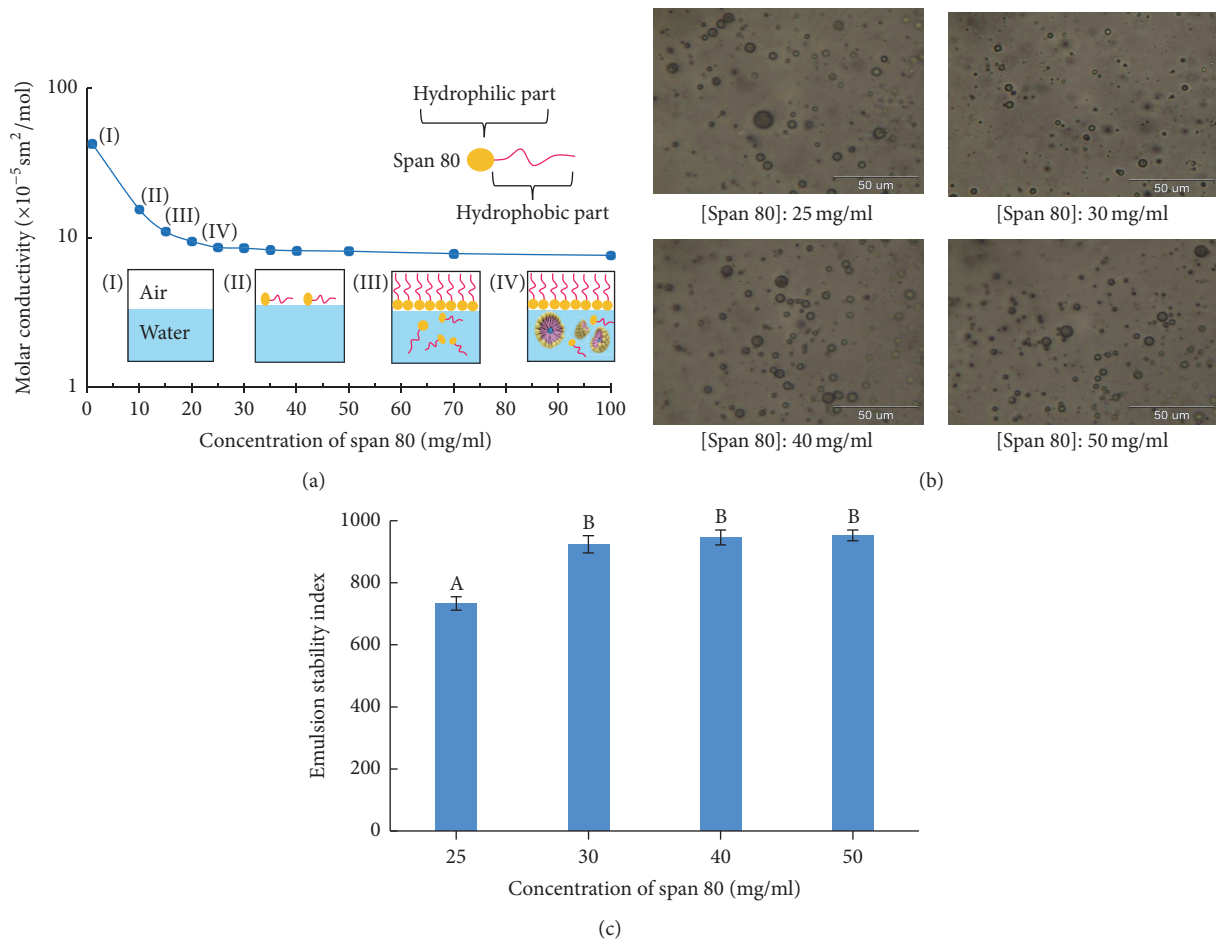 100
10
1
Molar conductivity (×10⁻⁵ sm²/mol)
(I)
(II)
(III)
(IV)
Hydrophilic part
Span 80
Hydrophobic part
(I)
Air
Water
(II)
(III)
(IV)
0 10 20 30 40 50 60 70 80 90 100
Concentration of span 80 (mg/ml)
(a)
50 um
[Span 80]: 25 mg/ml
50 um
[Span 80]: 30 mg/ml
50 um
[Span 80]: 40 mg/ml
50 um
[Span 80]: 50 mg/ml
(b)
1000
800
600
400
200
0
Emulsion stability index
A
B
B
B
25 30 40 50
Concentration of span 80 (mg/ml)
(c)